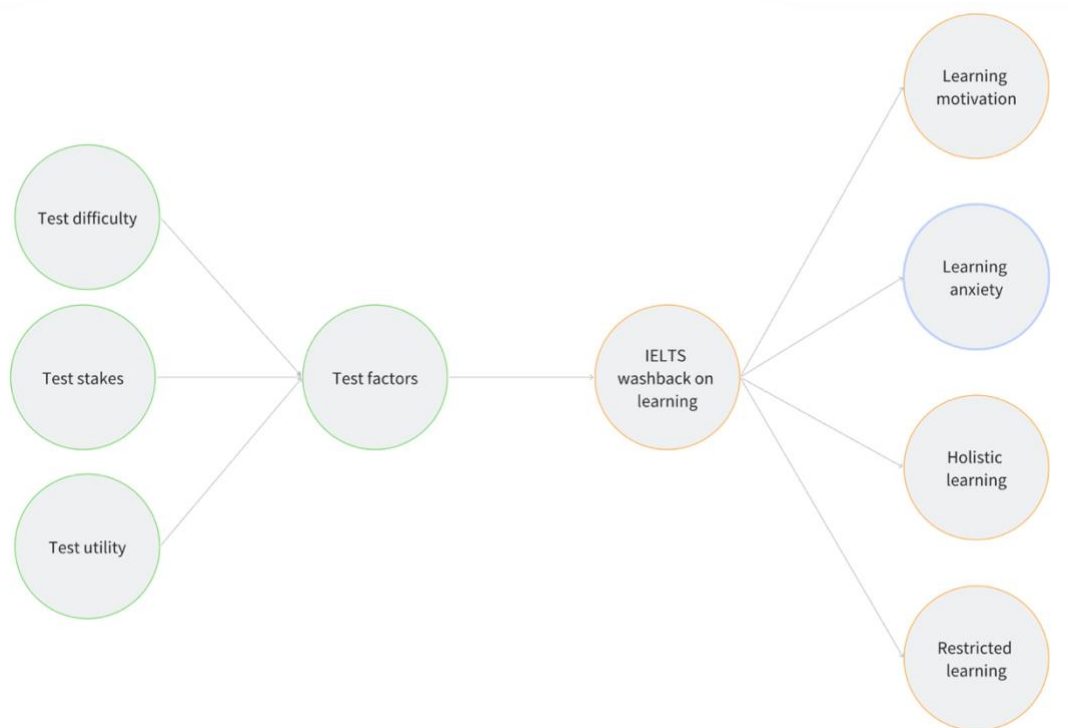 Test difficulty
Test stakes
Test utility
Test factors
IELTS
washback on
learning
Learning
motivation
Learning
anxiety
Holistic
learning
Restricted
learning